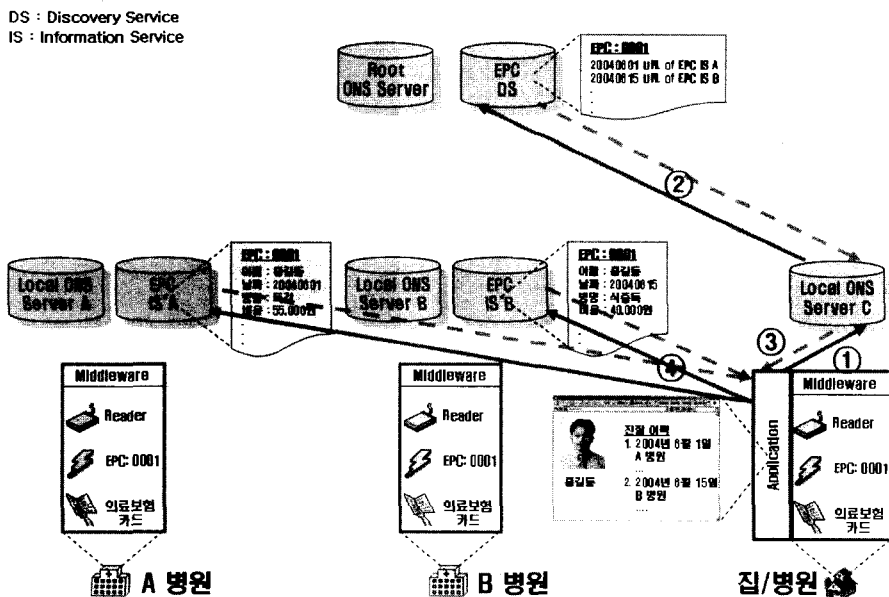 DS : Discovery Service
IS : Information Service
Root
ONS Server
EPC
DS
EPC : 0001
20040601 URL of EPC IS A
20040615 URL of EPC IS B
②
Local ONS
Server A
EPC
IS A
EPC : 0001
이름 : 홍길동
날짜 : 20040601
병명 : 독감
비용 : 55,000원
Local ONS
Server B
EPC
IS B
EPC : 0001
이름 : 홍길동
날짜 : 20040615
병명 : 식중독
비용 : 40,000원
Local ONS
Server C
③
①
④
Middleware
Reader
EPC: 0001
의료보험
카드
A 병원
Middleware
Reader
EPC: 0001
의료보험
카드
B 병원
홍길동
진찰 이력
1. 2004년 6월 1일
A 병원
...
2. 2004년 6월 15일
B 병원
....
Application
Middleware
Reader
EPC: 0001
의료보험
카드
집/병원